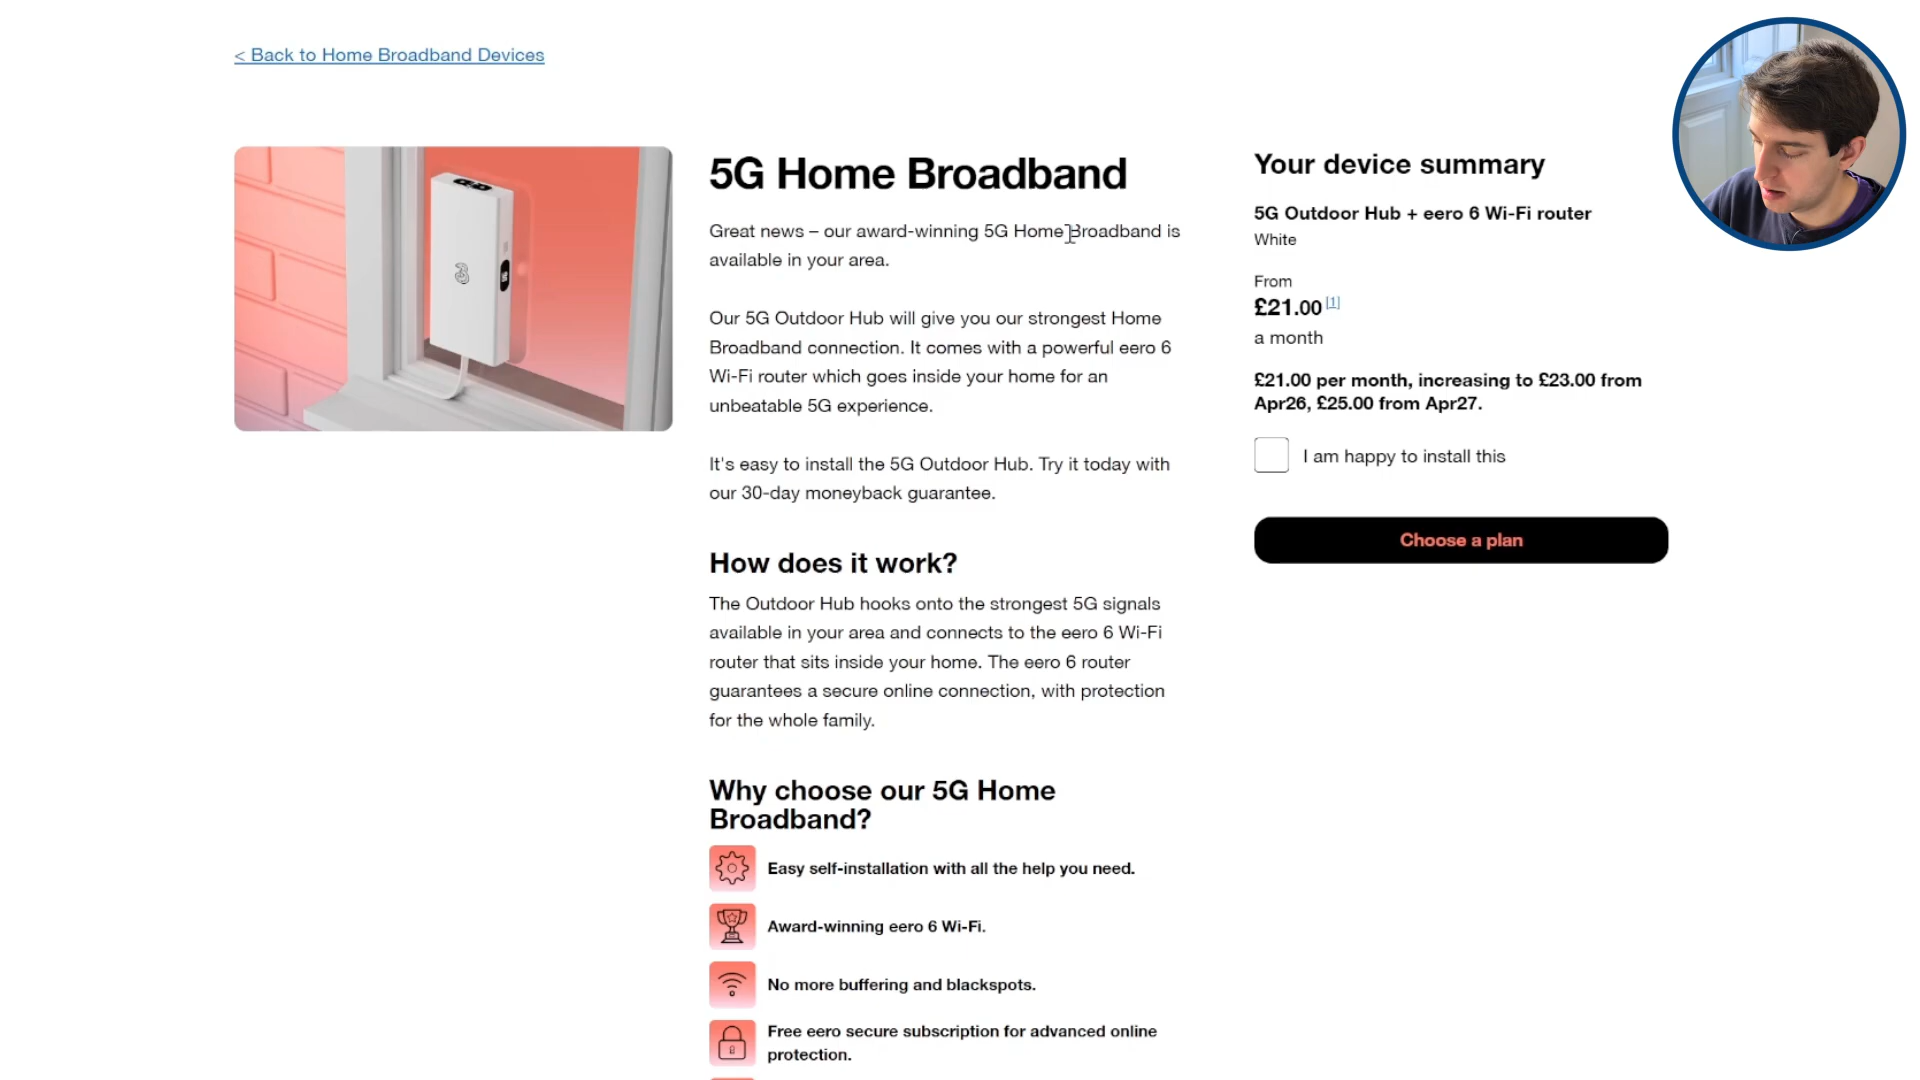 < Back to Home Broadband Devices
5G Home Broadband
Great news – our award-winning 5G Home Broadband is
available in your area.
Our 5G Outdoor Hub will give you our strongest Home
Broadband connection. It comes with a powerful eero 6
Wi-Fi router which goes inside your home for an
unbeatable 5G experience.
It's easy to install the 5G Outdoor Hub. Try it today with
our 30-day moneyback guarantee.
How does it work?
The Outdoor Hub hooks onto the strongest 5G signals
available in your area and connects to the eero 6 Wi-Fi
router that sits inside your home. The eero 6 router
guarantees a secure online connection, with protection
for the whole family.
Why choose our 5G Home
Broadband?
Easy self-installation with all the help you need.
Award-winning eero 6 Wi-Fi.
No more buffering and blackspots.
Free eero secure subscription for advanced online
protection.
Your device summary
5G Outdoor Hub + eero 6 Wi-Fi router
White
From
£21.00 [1]
a month
£21.00 per month, increasing to £23.00 from
Apr26, £25.00 from Apr27.
I am happy to install this
Choose a plan